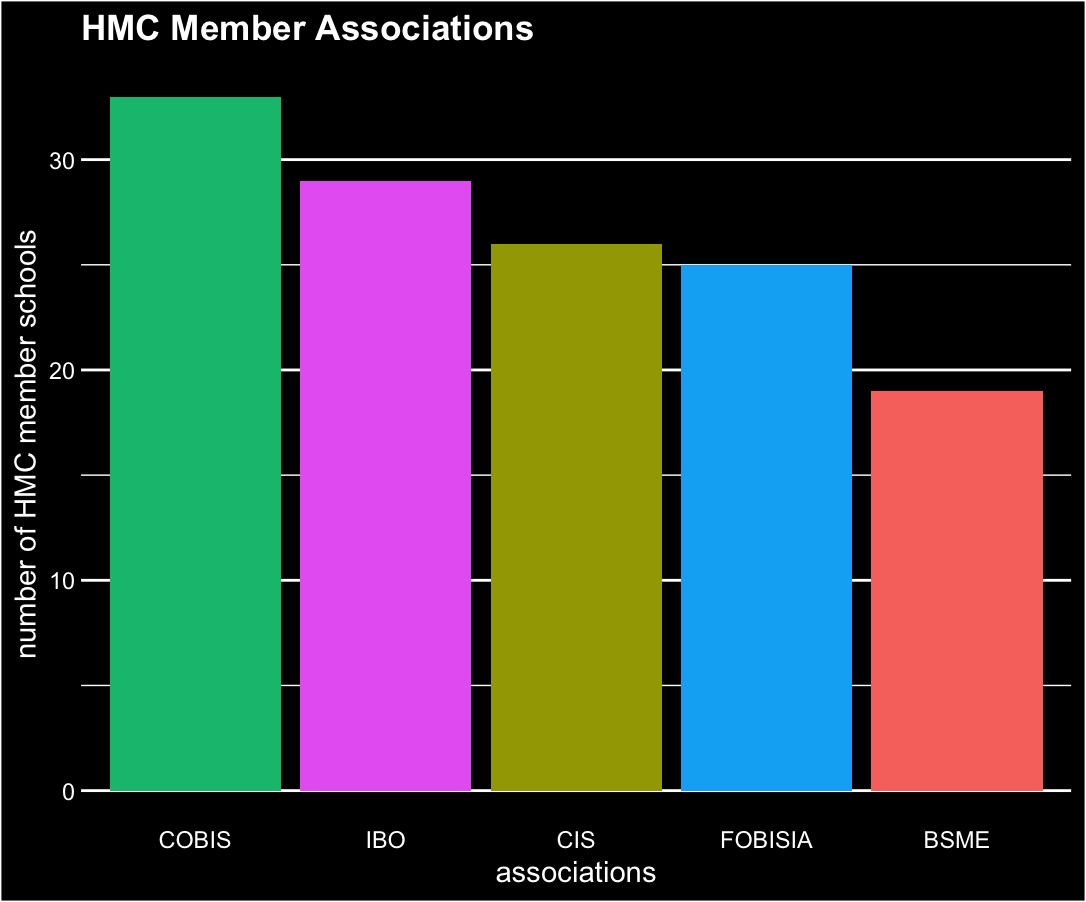 HMC Member Associations
number of HMC member schools
30
20
10
0
COBIS IBO CIS FOBISIA BSME
associations